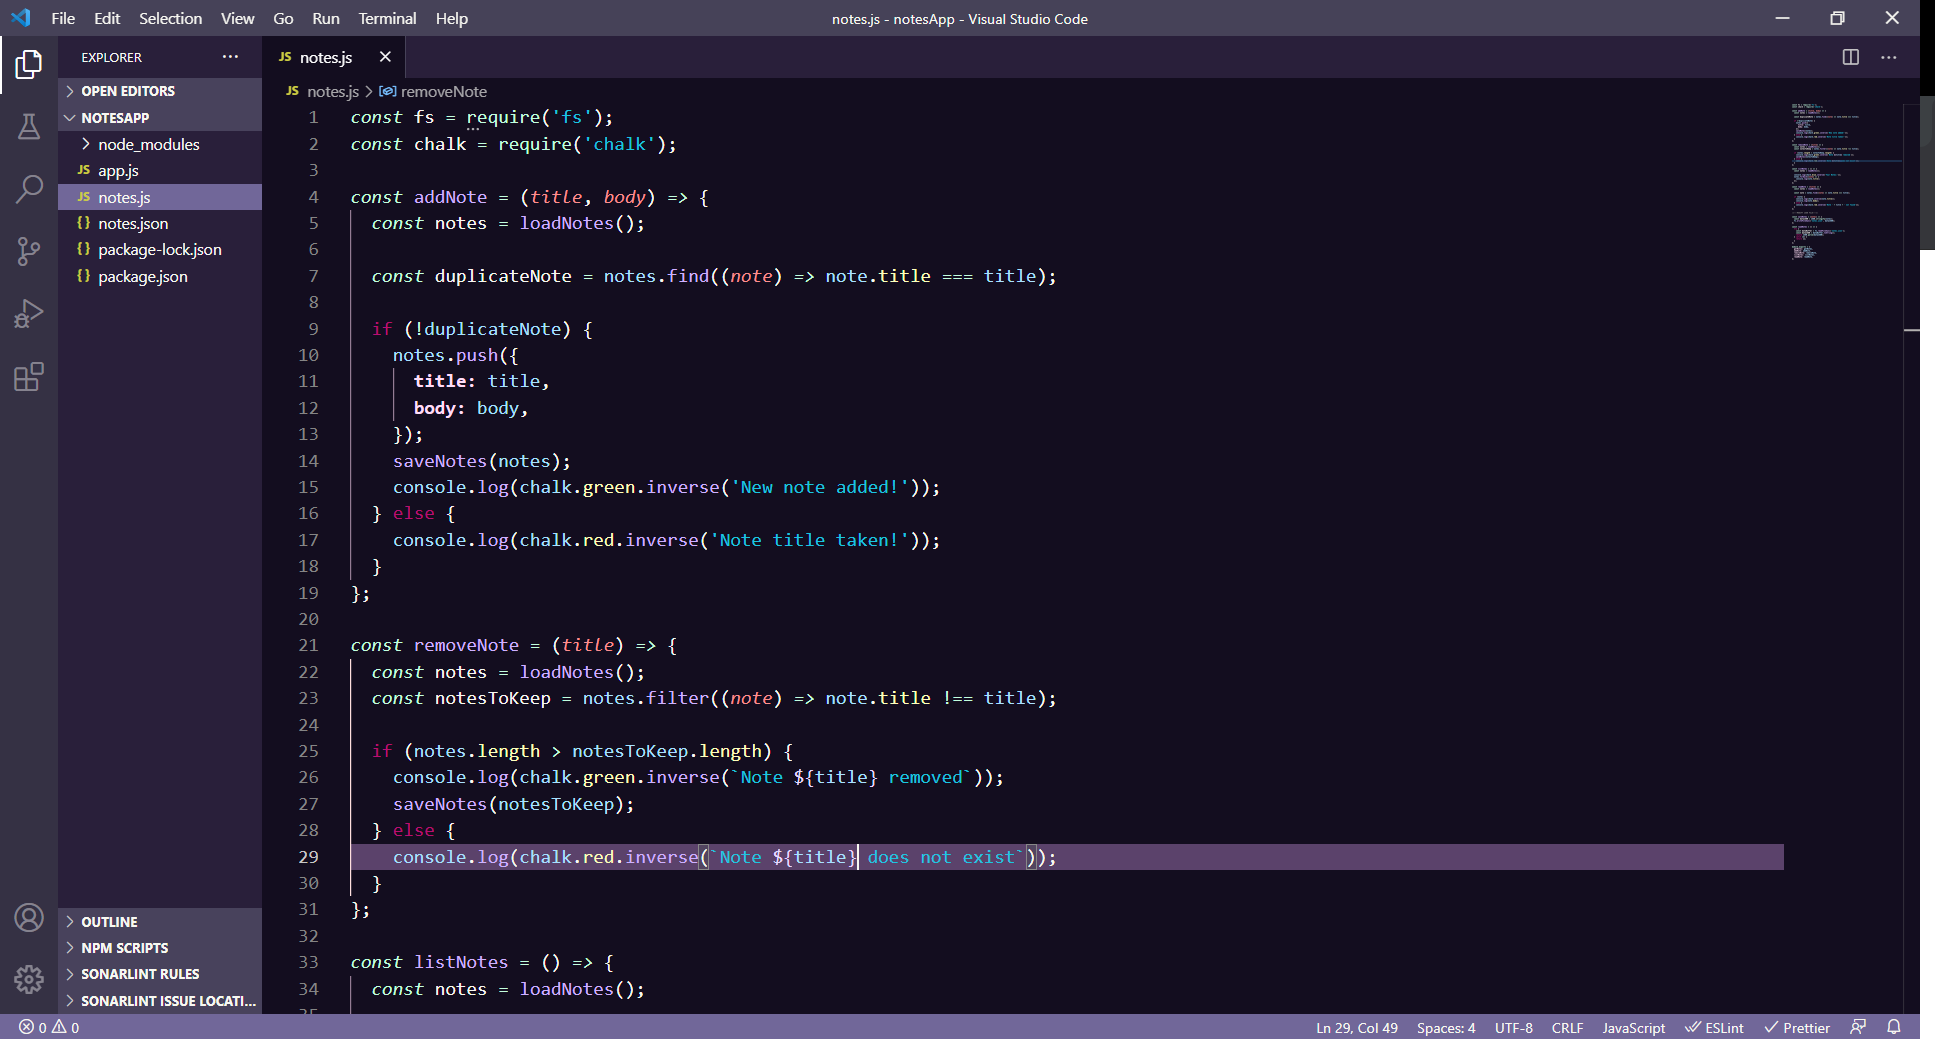 File Edit Selection View Go Run Terminal Help
notes.js - notesApp - Visual Studio Code
EXPLORER
OPEN EDITORS
NOTESAPP
node_modules
JS app.js
JS notes.js
{} notes.json
{} package-lock.json
{} package.json
OUTLINE
NPM SCRIPTS
SONARLINT RULES
SONARLINT ISSUE LOCATI...
JS notes.js
JS notes.js > removeNote
1 const fs = require('fs');
2 const chalk = require('chalk');
3
4 const addNote = (title, body) => {
5 const notes = loadNotes();
6
7 const duplicateNote = notes.find((note) => note.title === title);
8
9 if (!duplicateNote) {
10 notes.push({
11 title: title,
12 body: body,
13 });
14 saveNotes(notes);
15 console.log(chalk.green.inverse('New note added!'));
16 } else {
17 console.log(chalk.red.inverse('Note title taken!'));
18 }
19 };
20
21 const removeNote = (title) => {
22 const notes = loadNotes();
23 const notesToKeep = notes.filter((note) => note.title !== title);
24
25 if (notes.length > notesToKeep.length) {
26 console.log(chalk.green.inverse(`Note ${title} removed`));
27 saveNotes(notesToKeep);
28 } else {
29 console.log(chalk.red.inverse(`Note ${title} does not exist`));
30 }
31 };
32
33 const listNotes = () => {
34 const notes = loadNotes();
0 0
Ln 29, Col 49 Spaces: 4 UTF-8 CRLF JavaScript ESLint Prettier